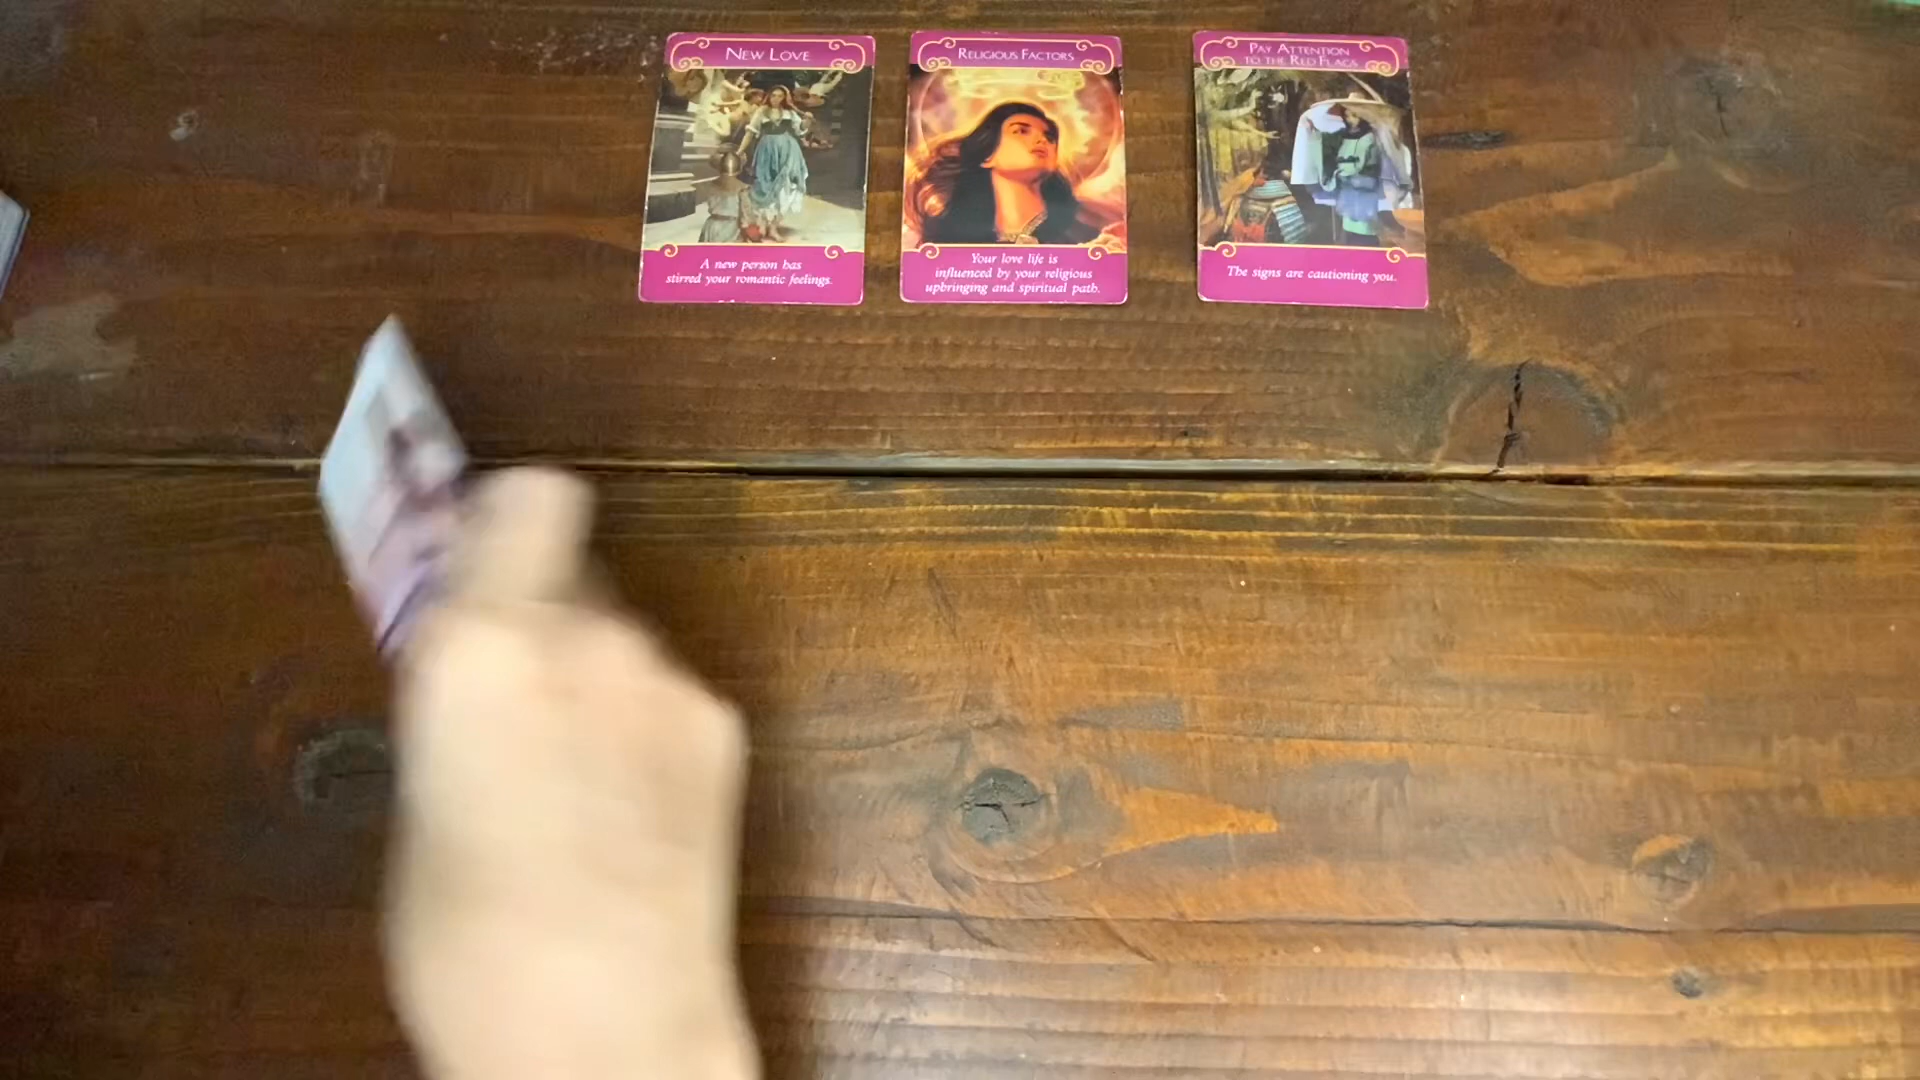 NEW LOVE
A new person has
stirred your romantic feelings.
RELIGIOUS FACTORS
Your love life is
influenced by your religious
upbringing and spiritual path.
PAY ATTENTION
TO THE RED FLAGS
The signs are cautioning you.